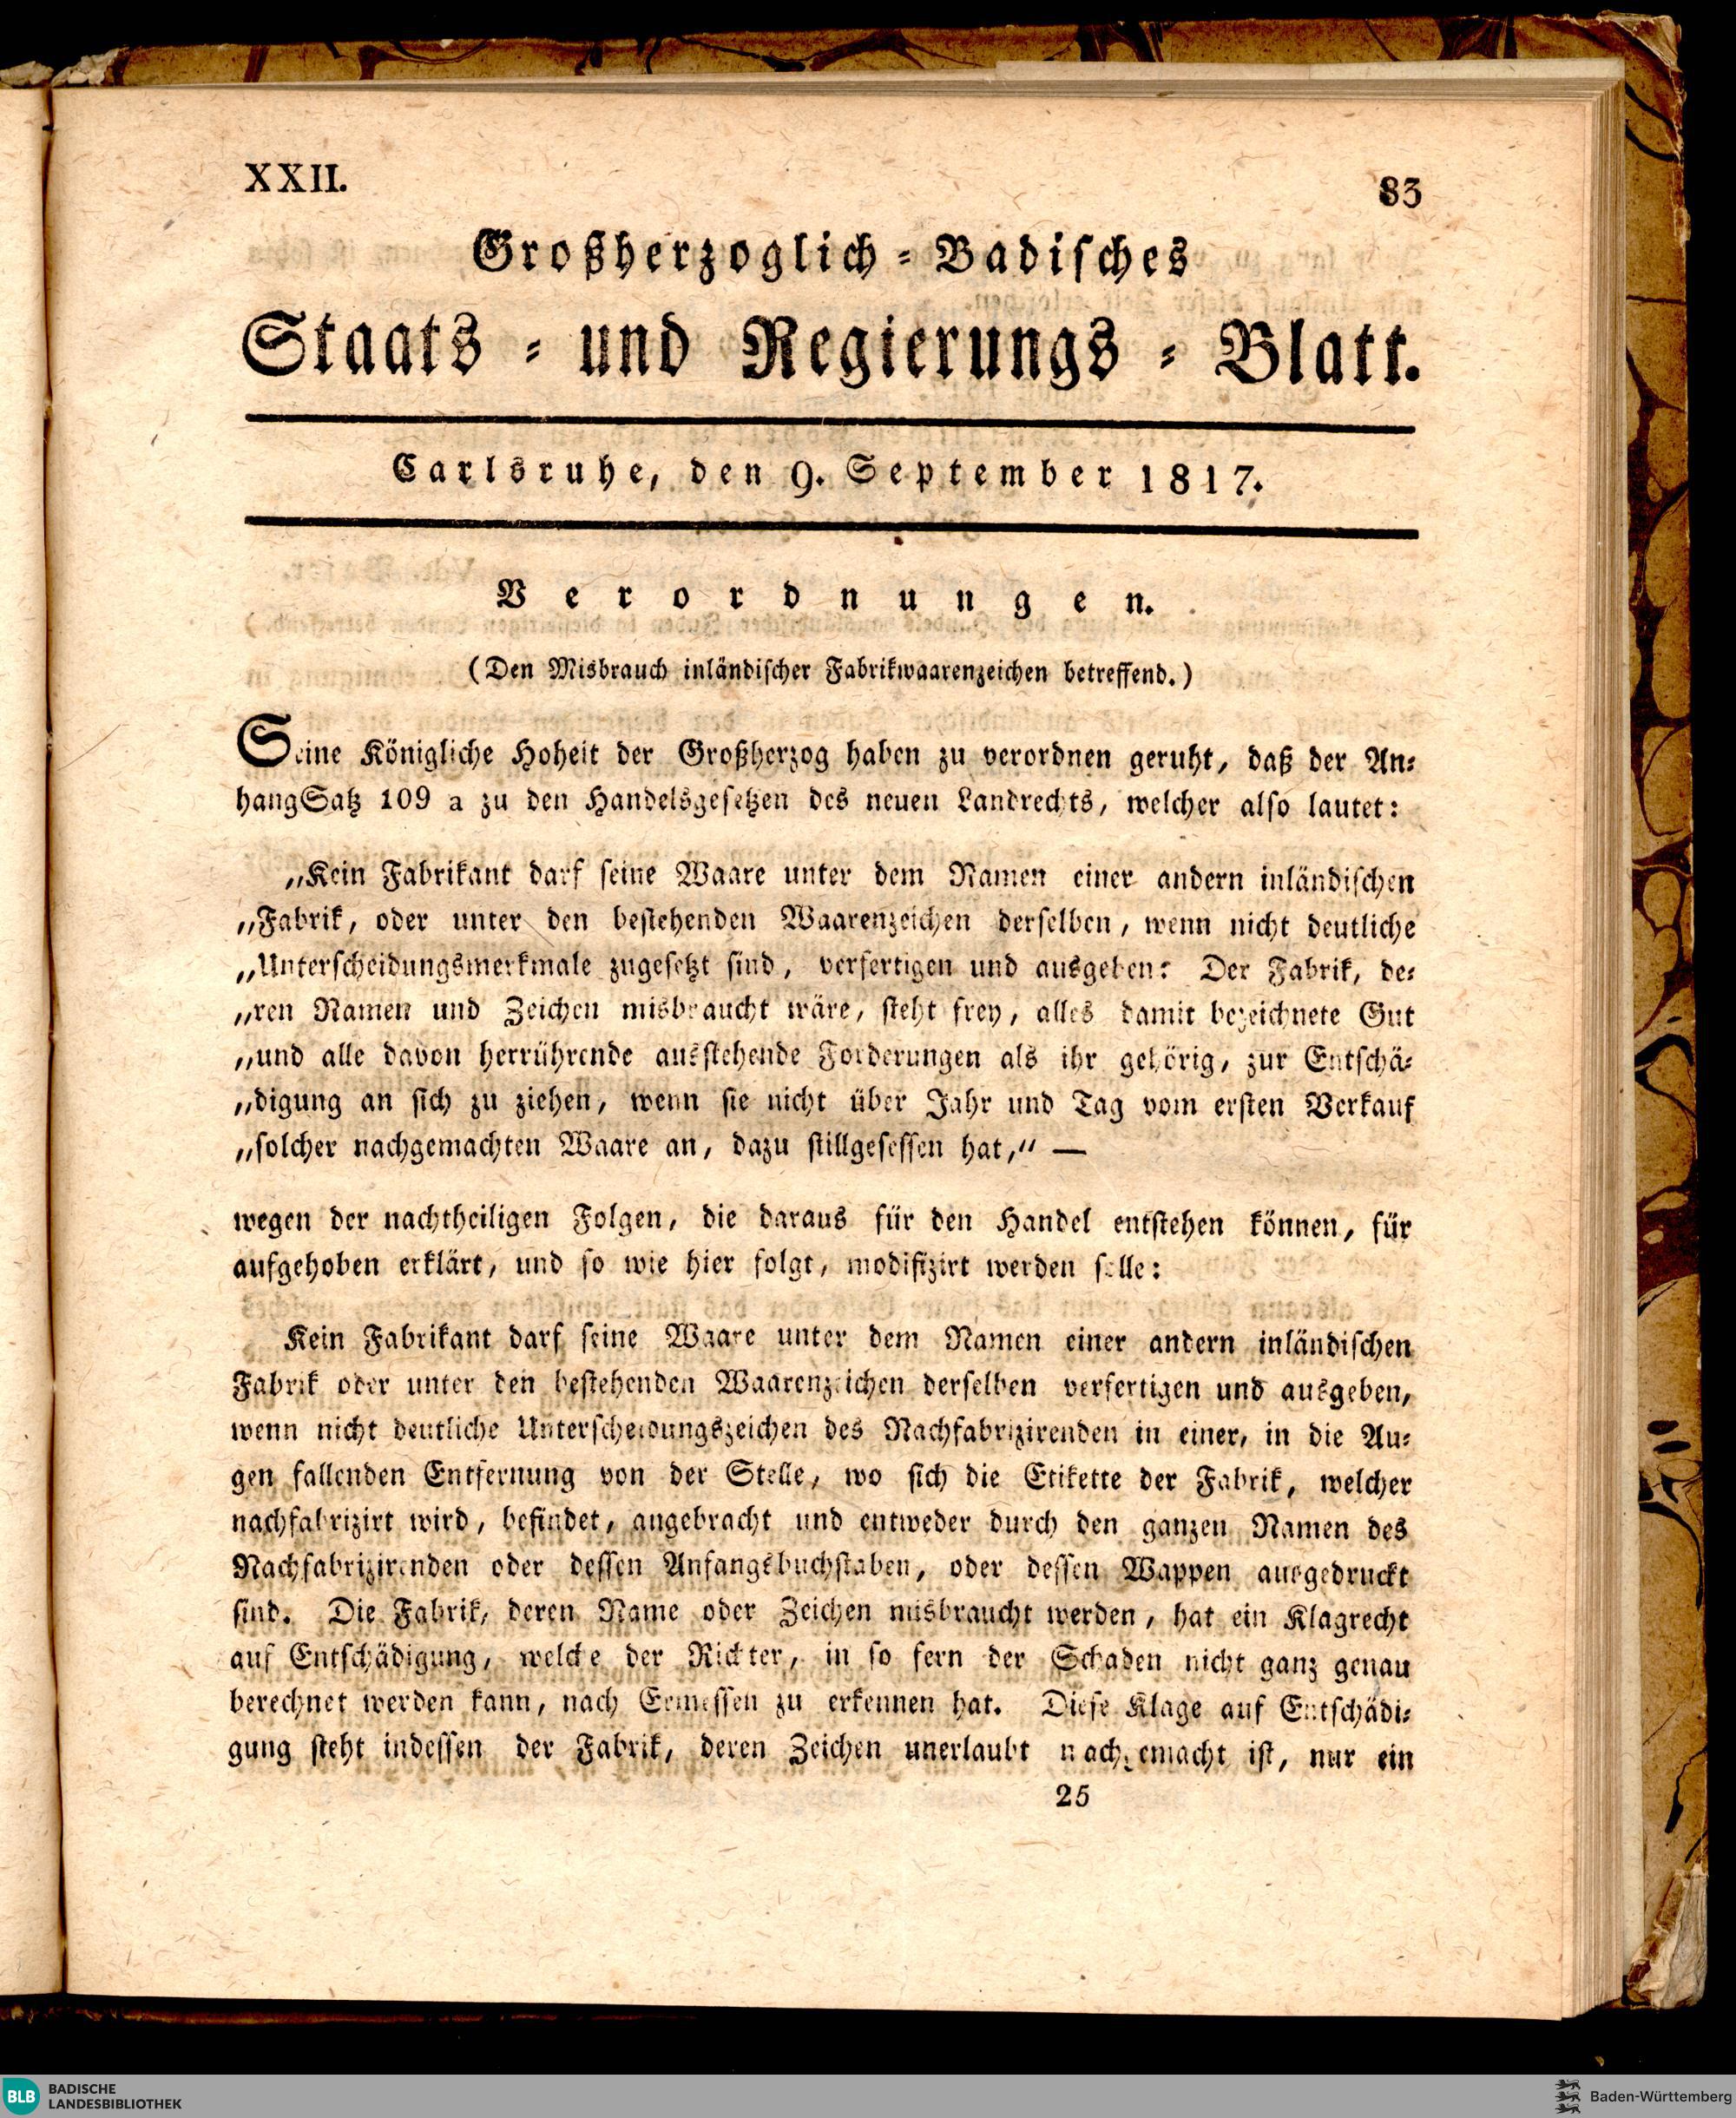 XXII.
83
Großherzoglich-Badisches
Staats- und Regierungs-Blatt.
Carlsruhe, den 9. September 1817.
Verordnungen.
(Den Misbrauch inländischer Fabrikwaarenzeichen betreffend.)
Seine Königliche Hoheit der Großherzog haben zu verordnen geruht, daß der An-
hangSatz 109 a zu den Handelsgesetzen des neuen Landrechts, welcher also lautet:
„Kein Fabrikant darf seine Waare unter dem Namen einer andern inländischen
„Fabrik, oder unter den bestehenden Waarenzeichen derselben, wenn nicht deutliche
„Unterscheidungsmerkmale zugesetzt sind, verfertigen und ausgeben: Der Fabrik, de-
„ren Namen und Zeichen misbraucht wäre, steht frey, alles damit bezeichnete Gut
„und alle davon herrührende ausstehende Forderungen als ihr gehörig, zur Entschä-
„digung an sich zu ziehen, wenn sie nicht über Jahr und Tag vom ersten Verkauf
„solcher nachgemachten Waare an, dazu stillgesessen hat,“ —
wegen der nachtheiligen Folgen, die daraus für den Handel entstehen können, für
aufgehoben erklärt, und so wie hier folgt, modifizirt werden solle:
Kein Fabrikant darf seine Waare unter dem Namen einer andern inländischen
Fabrik oder unter den bestehenden Waarenzeichen derselben verfertigen und ausgeben,
wenn nicht deutliche Unterscheidungszeichen des Nachfabrizirenden in einer, in die Au-
gen fallenden Entfernung von der Stelle, wo sich die Etikette der Fabrik, welcher
nachfabrizirt wird, befindet, angebracht und entweder durch den ganzen Namen des
Nachfabrizirenden oder dessen Anfangsbuchstaben, oder dessen Wappen ausgedruckt
sind. Die Fabrik, deren Name oder Zeichen misbraucht werden, hat ein Klagrecht
auf Entschädigung, welche der Richter, in so fern der Schaden nicht ganz genau
berechnet werden kann, nach Ermessen zu erkennen hat. Diese Klage auf Entschädi-
gung steht indessen der Fabrik, deren Zeichen unerlaubt nachgemacht ist, nur ein
25
BLB BADISCHE
LANDESBIBLIOTHEK
Baden-Württemberg